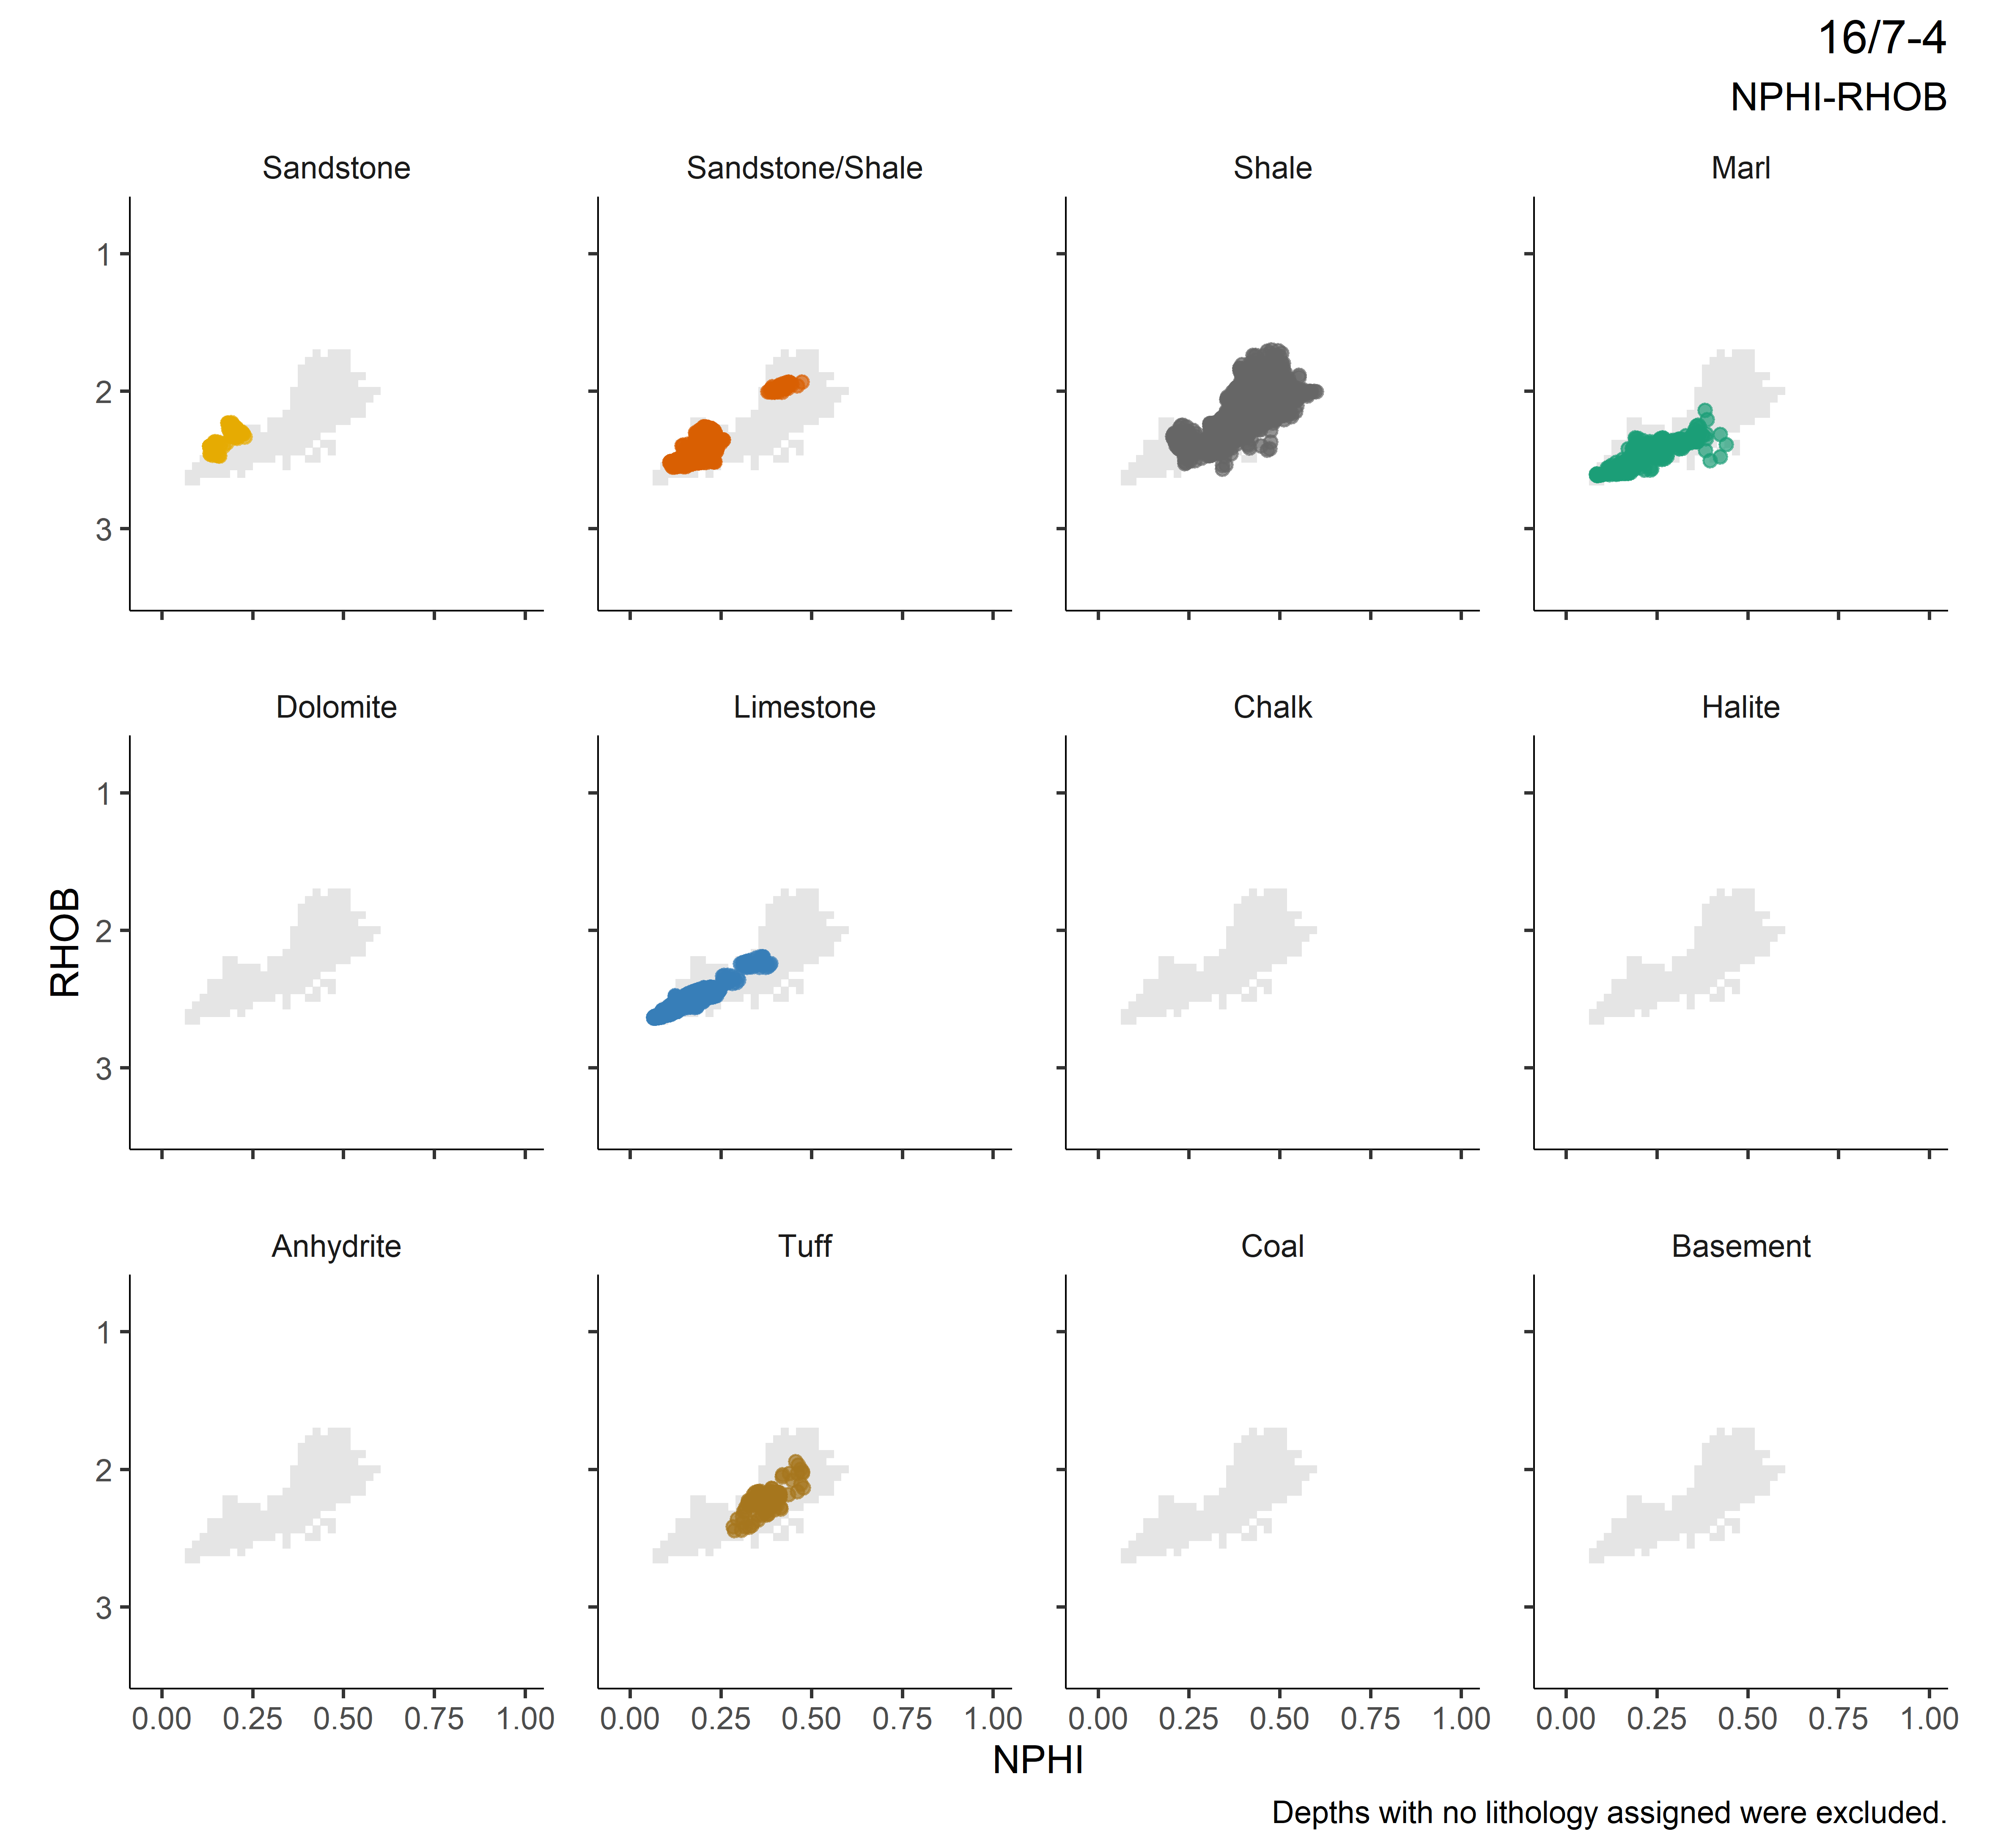 16/7-4
NPHI-RHOB
Sandstone Sandstone/Shale Shale Marl
1
2
3
Dolomite Limestone Chalk Halite
1
2
3
RHOB
Anhydrite Tuff Coal Basement
1
2
3
0.00 0.25 0.50 0.75 1.00 0.00 0.25 0.50 0.75 1.00 0.00 0.25 0.50 0.75 1.00 0.00 0.25 0.50 0.75 1.00
NPHI
Depths with no lithology assigned were excluded.